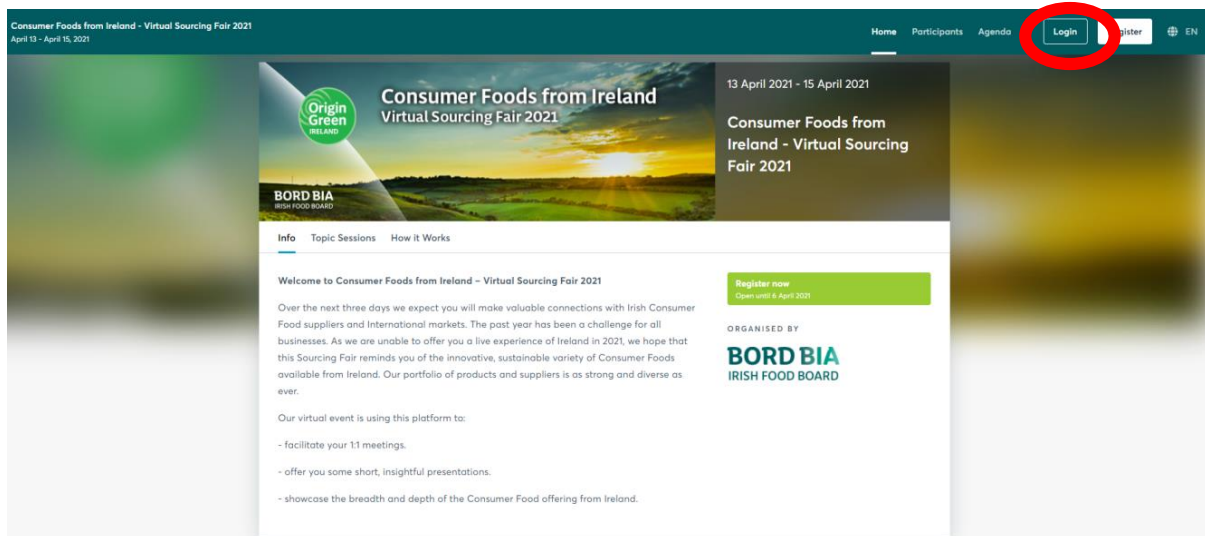 Consumer Foods from Ireland - Virtual Sourcing Fair 2021
April 13 - April 15, 2021
Home Participants Agenda Login gister EN
Origin
Green
IRELAND
Consumer Foods from Ireland
Virtual Sourcing Fair 2021
BORD BIA
IRISH FOOD BOARD
13 April 2021 - 15 April 2021
Consumer Foods from
Ireland - Virtual Sourcing
Fair 2021
Info Topic Sessions How it Works
Welcome to Consumer Foods from Ireland – Virtual Sourcing Fair 2021
Over the next three days we expect you will make valuable connections with Irish Consumer
Food suppliers and International markets. The past year has been a challenge for all
businesses. As we are unable to offer you a live experience of Ireland in 2021, we hope that
this Sourcing Fair reminds you of the innovative, sustainable variety of Consumer Foods
available from Ireland. Our portfolio of products and suppliers is as strong and diverse as
ever.
Our virtual event is using this platform to:
- facilitate your 1:1 meetings.
- offer you some short, insightful presentations.
- showcase the breadth and depth of the Consumer Food offering from Ireland.
Register now
Open until 6 April 2021
ORGANISED BY
BORD BIA
IRISH FOOD BOARD